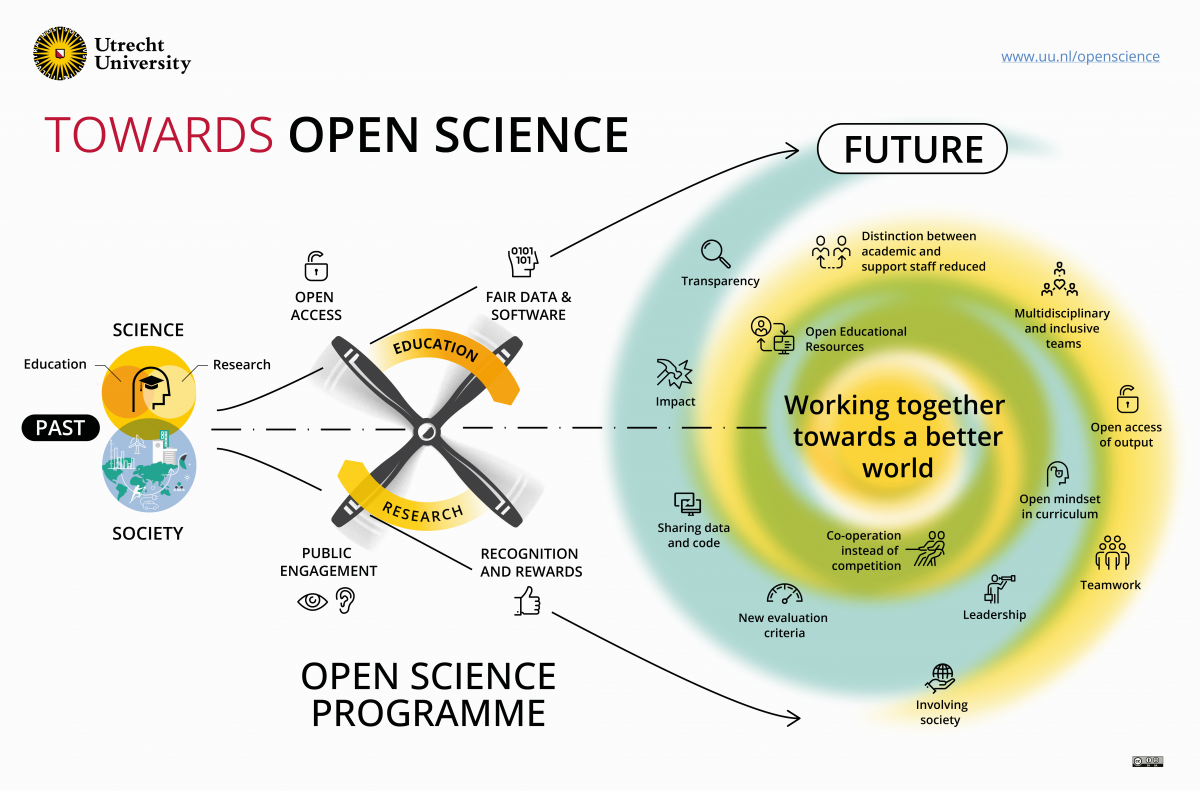 Utrecht
University
www.uu.nl/openscience
TOWARDS OPEN SCIENCE
FUTURE
SCIENCE
Education
Research
PAST
SOCIETY
OPEN
ACCESS
0101
101
FAIR DATA &
SOFTWARE
EDUCATION
RESEARCH
PUBLIC
ENGAGEMENT
RECOGNITION
AND REWARDS
OPEN SCIENCE
PROGRAMME
Distinction between
academic and
support staff reduced
Transparency
Multidisciplinary
and inclusive
teams
Open Educational
Resources
Impact
Open access
of output
Working together
towards a better
world
Open mindset
in curriculum
Sharing data
and code
Co-operation
instead of
competition
Teamwork
New evaluation
criteria
Leadership
Involving
society